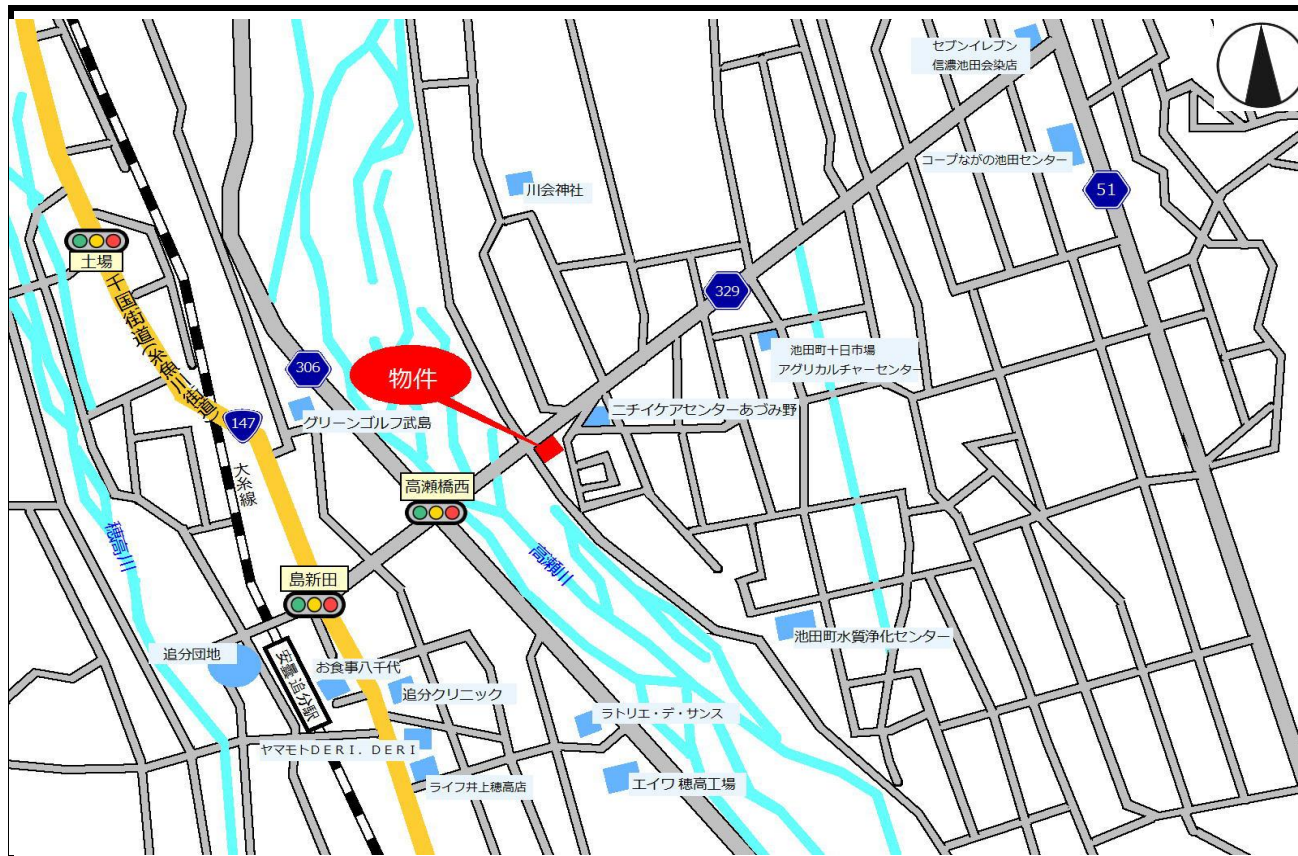 セブンイレブン
信濃池田会染店
コープながの池田センター
51
川会神社
土場
千国街道(糸魚川街道)
329
池田町十日市場
アグリカルチャーセンター
306
物件
グリーンゴルフ武島
147
ニチイケアセンターあづみ野
大糸線
高瀬橋西
穂高川
高瀬川
島新田
追分団地
安曇追分駅
お食事八千代
追分クリニック
池田町水質浄化センター
ラトリエ・デ・サンス
ヤマモトDERI.DERI
ライフ井上穂高店
エイワ穂高工場